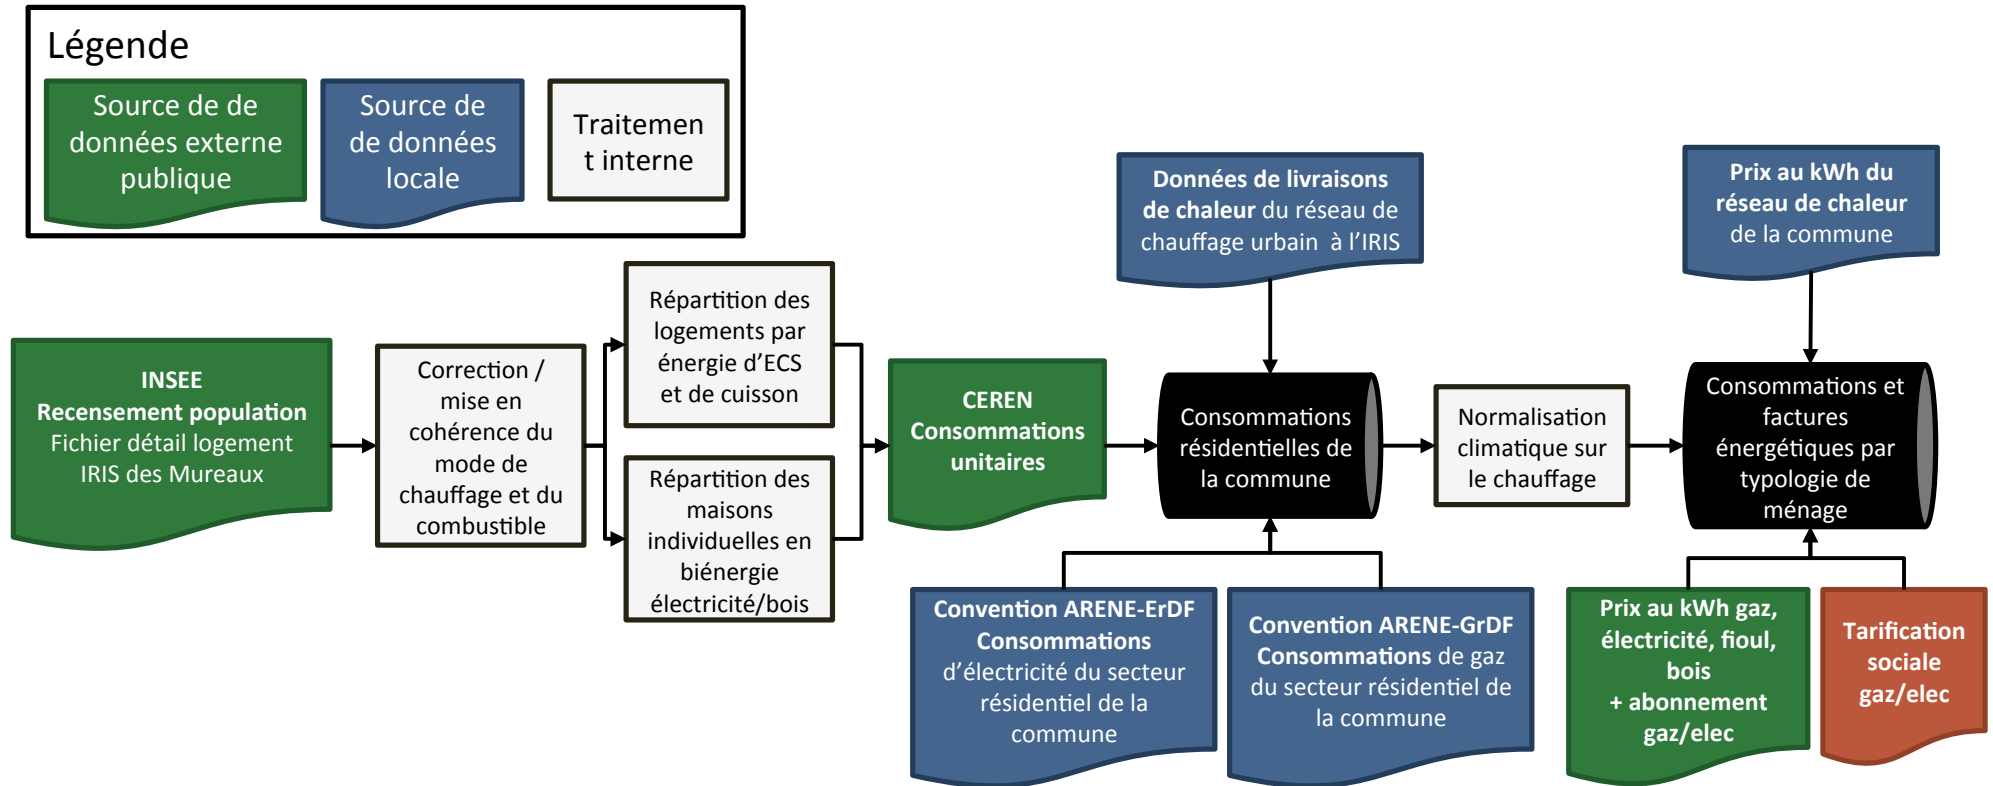 Légende
Source de de
données externe
publique
Source de
de données
locale
Traitemen
t interne
Données de livraisons
de chaleur du réseau de
chauffage urbain à l'IRIS
Prix au kWh du
réseau de chaleur
de la commune
INSEE
Recensement population
Fichier détail logement
IRIS des Mureaux
Correction /
mise en
cohérence du
mode de
chauffage et du
combustible
Répartition des
logements par
énergie d'ECS
et de cuisson
Répartition des
maisons
individuelles en
biénergie
électricité/bois
CEREN
Consommations
unitaires
Consommations
résidentielles de
la commune
Normalisation
climatique sur
le chauffage
Consommations et
factures
énergétiques par
typologie de
ménage
Convention ARENE-ErDF
Consommations
d'électricité du secteur
résidentiel de la
commune
Convention ARENE-GrDF
Consommations de gaz
du secteur résidentiel de
la commune
Prix au kWh gaz,
électricité, fioul,
bois
+ abonnement
gaz/elec
Tarification
sociale
gaz/elec